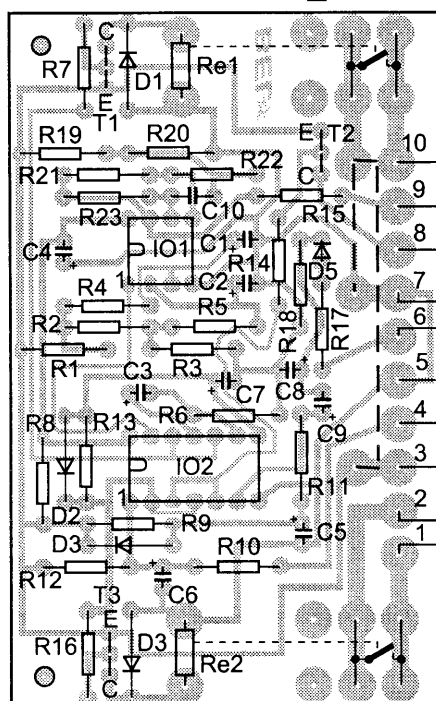 C
R7
D1
Re1
E
T1
E
T2
R19
R20
10
R21
R22
C
9
R23
C10
R15
C4
IO1
C1
8
R14
D5
1
C2
7
R4
R2
R5
R18
R17
6
R1
R3
C3
C7
C8
5
R8
R13
R6
C9
4
IO2
3
1
R11
D2
R9
2
D3
C5
1
R12
R10
T3
C6
E
R16
D3
Re2
C